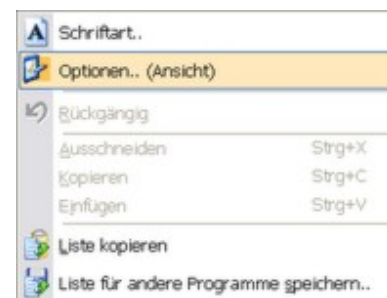 Schriftart..
Optionen.. (Ansicht)
Rückgängig
Ausschneiden Strg+X
Kopieren Strg+C
Einfügen Strg+V
Liste kopieren
Liste für andere Programme speichern..